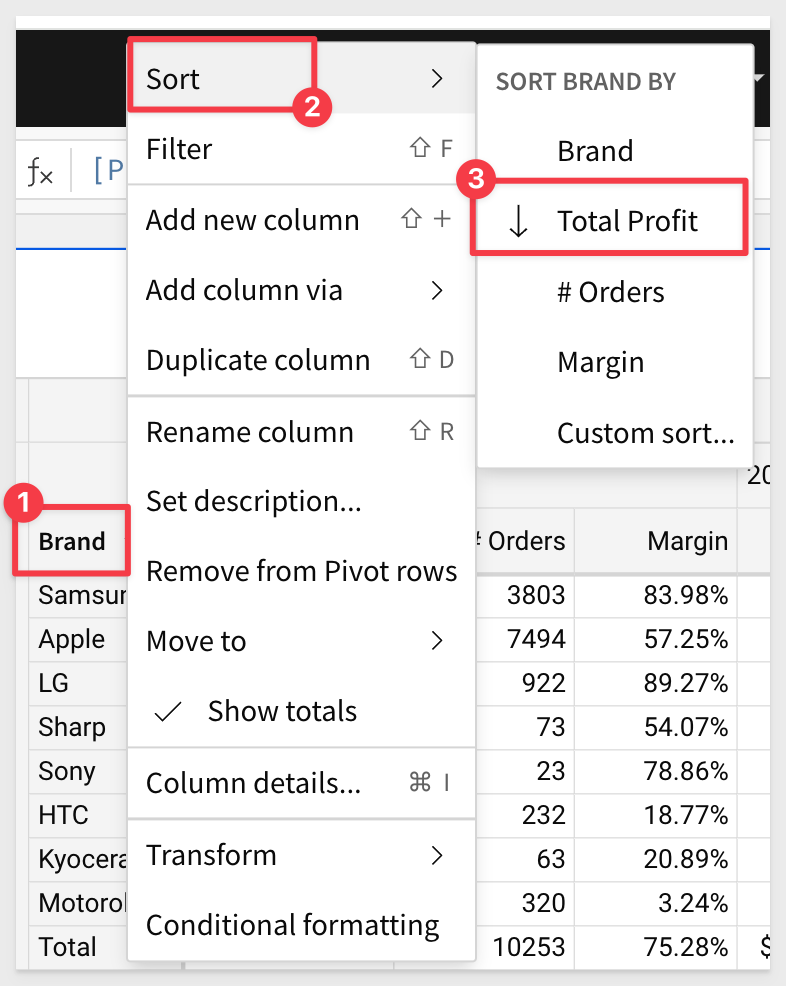 Sort
2
SORT BRAND BY
Filter ⇧ F
Brand
fx [P
3
Add new column ⇧ +
↓ Total Profit
Add column via
# Orders
Duplicate column ⇧ D
Margin
Rename column ⇧ R
Custom sort...
20
1
Set description...
Brand # Orders Margin
Remove from Pivot rows
Samsun 3803 83.98%
Apple 7494 57.25%
Move to
LG 922 89.27%
✓ Show totals
Sharp 73 54.07%
Sony 23 78.86%
Column details... ⌘ I
HTC 232 18.77%
Kyocera 63 20.89%
Transform
Motorol 320 3.24%
Conditional formatting
Total 10253 75.28% $